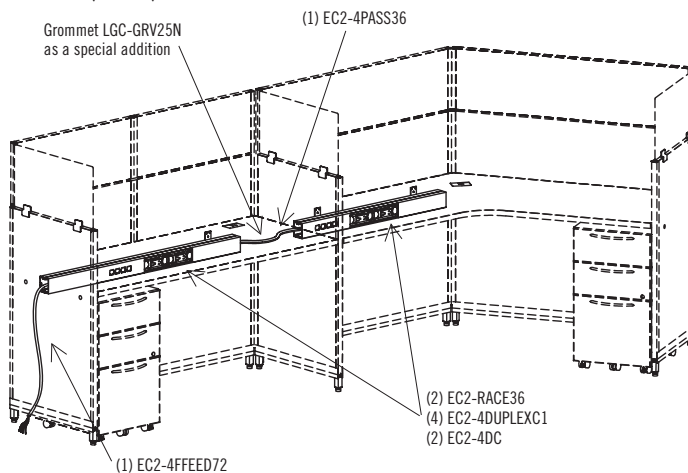 (1) EC2-4PASS36
Grommet LGC-GRV25N
as a special addition
(2) EC2-RACE36
(4) EC2-4DUPLEXC1
(2) EC2-4DC
(1) EC2-4FFEED72